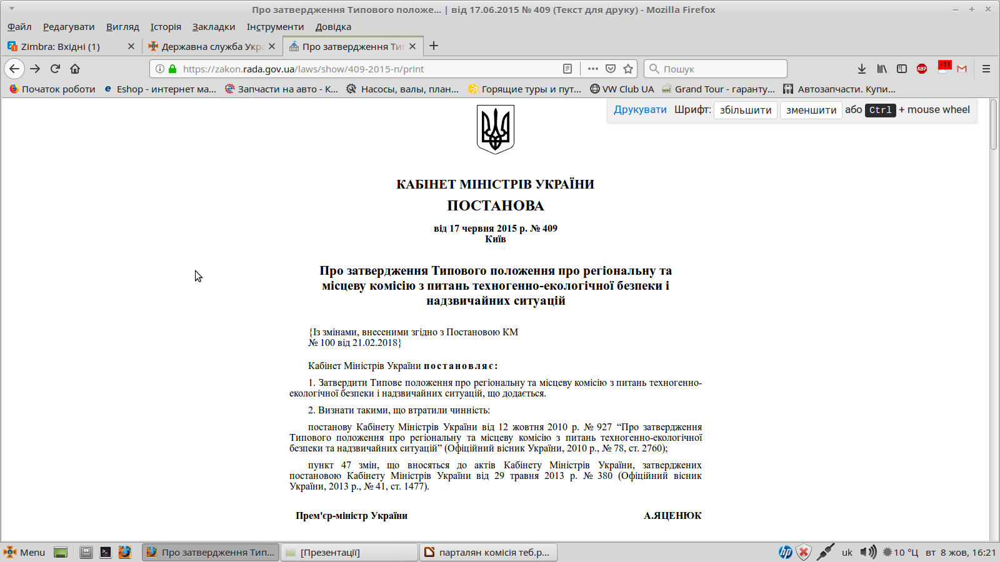 Про затвердження Типового положе... | від 17.06.2015 № 409 (Текст для друку) - Mozilla Firefox
Файл Редагувати Вигляд Історія Закладки Інструменти Довідка
Zimbra: Вхідні (1) Державна служба Укра Про затвердження Тип
https://zakon.rada.gov.ua/laws/show/409-2015-п/print Пошук ABP +11
Початок роботи Eshop - интернет ма... Запчасти на авто - К... Насосы, валы, план... Горящие туры и пут... VW Club UA Grand Tour - гаранту... Автозапчасти. Купи...
Друкувати Шрифт: збільшити зменшити або Ctrl + mouse wheel
КАБІНЕТ МІНІСТРІВ УКРАЇНИ
ПОСТАНОВА
від 17 червня 2015 р. № 409
Київ
Про затвердження Типового положення про регіональну та
місцеву комісію з питань техногенно-екологічної безпеки і
надзвичайних ситуацій
{Із змінами, внесеними згідно з Постановою КМ
№ 100 від 21.02.2018}
Кабінет Міністрів України постановляє:
1. Затвердити Типове положення про регіональну та місцеву комісію з питань техногенно-
екологічної безпеки і надзвичайних ситуацій, що додається.
2. Визнати такими, що втратили чинність:
постанову Кабінету Міністрів України від 12 жовтня 2010 р. № 927 “Про затвердження
Типового положення про регіональну та місцеву комісію з питань техногенно-екологічної
безпеки та надзвичайних ситуацій” (Офіційний вісник України, 2010 р., № 78, ст. 2760);
пункт 47 змін, що вносяться до актів Кабінету Міністрів України, затверджених
постановою Кабінету Міністрів України від 29 травня 2013 р. № 380 (Офіційний вісник
України, 2013 р., № 41, ст. 1477).
Прем'єр-міністр України А.ЯЦЕНЮК
Menu Про затвердження Тип... [Презентації] парталян комісія теб.р... hp uk 10 °Ц вт 8 жов, 16:21